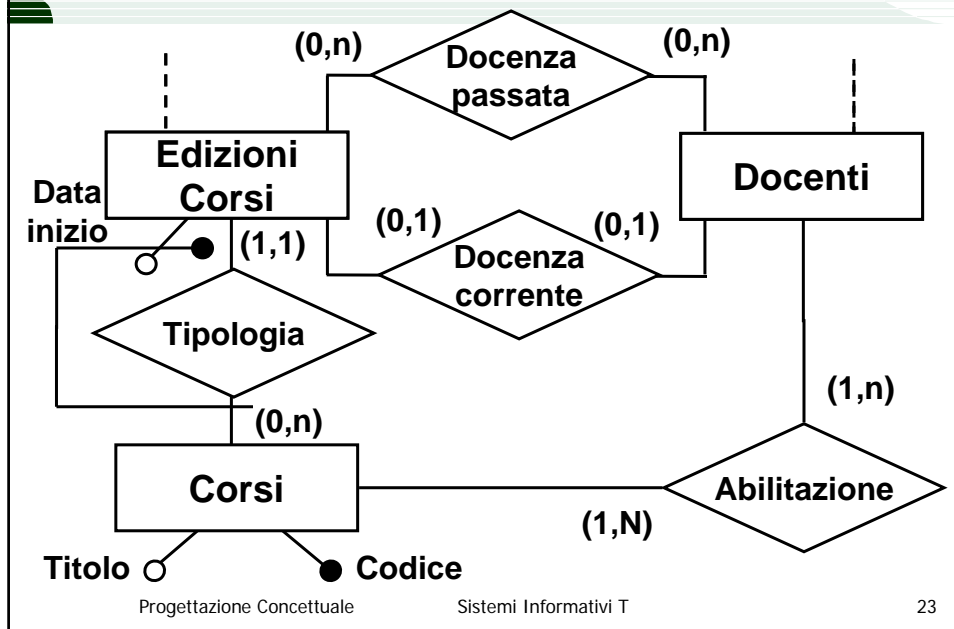 (0,n)
Docenza
passata
(0,n)
Edizioni
Corsi
Docenti
Data
inizio
(1,1)
(0,1)
Docenza
corrente
(0,1)
Tipologia
(0,n)
(1,n)
Corsi
Abilitazione
(1,N)
Titolo
Codice
Progettazione Concettuale
Sistemi Informativi T
23